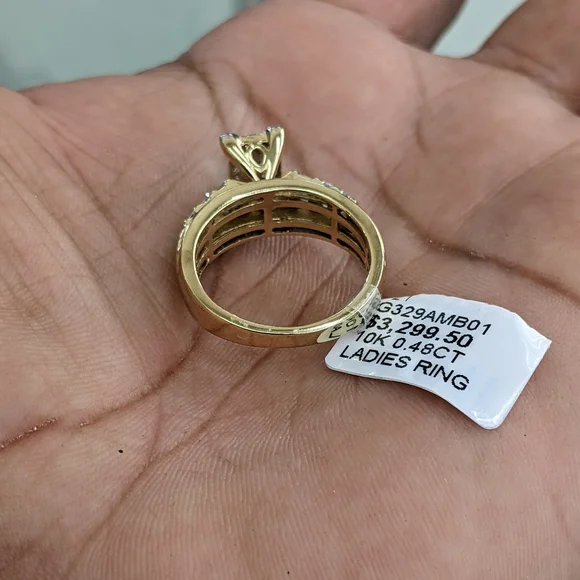 G329AMB01
$3,299.50
10K 0.48CT
LADIES RING